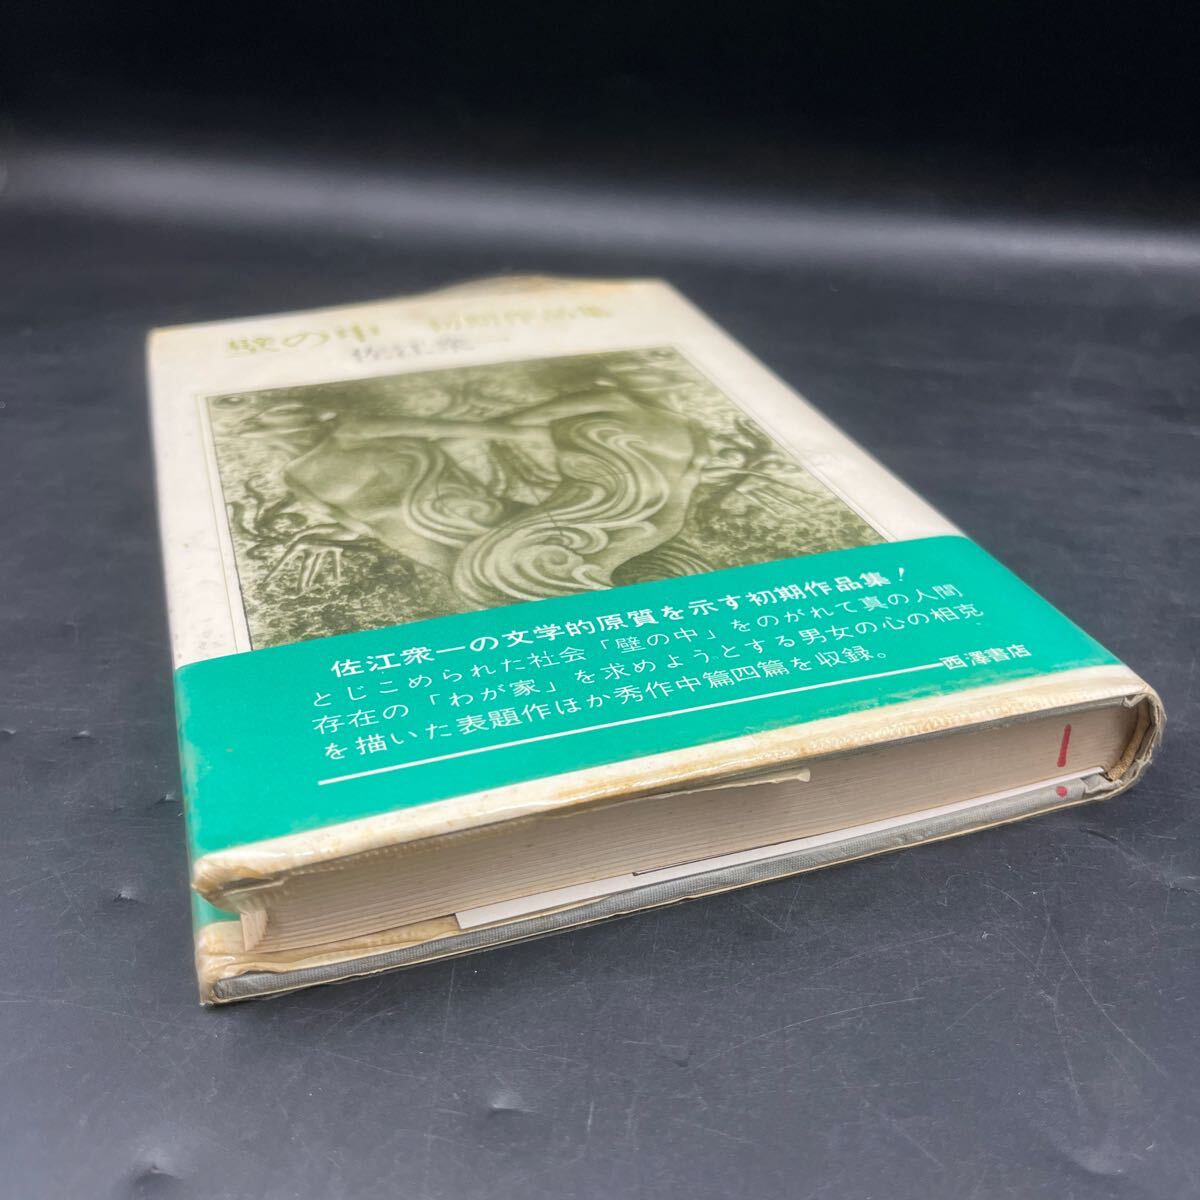 壁の中 初期作品集
佐江衆一
佐江衆一の文学的原質を示す初期作品集!
とじこめられた社会「壁の中」をのがれて真の人間
存在の「わが家」を求めようとする男女の心の相克
を描いた表題作ほか秀作中篇四篇を収録。
西澤書店